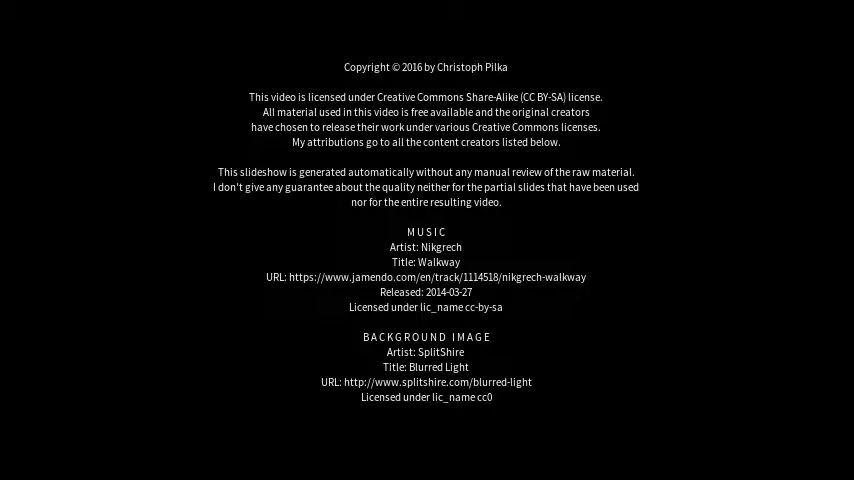 Copyright © 2016 by Christoph Pilka
This video is licensed under Creative Commons Share-Alike (CC BY-SA) license.
All material used in this video is free available and the original creators
have chosen to release their work under various Creative Commons licenses.
My attributions go to all the content creators listed below.
This slideshow is generated automatically without any manual review of the raw material.
I don't give any guarantee about the quality neither for the partial slides that have been used
nor for the entire resulting video.
MUSIC
Artist: Nikgrech
Title: Walkway
URL: https://www.jamendo.com/en/track/1114518/nikgrech-walkway
Released: 2014-03-27
Licensed under lic_name cc-by-sa
BACKGROUND IMAGE
Artist: SplitShire
Title: Blurred Light
URL: http://www.splitshire.com/blurred-light
Licensed under lic_name cc0